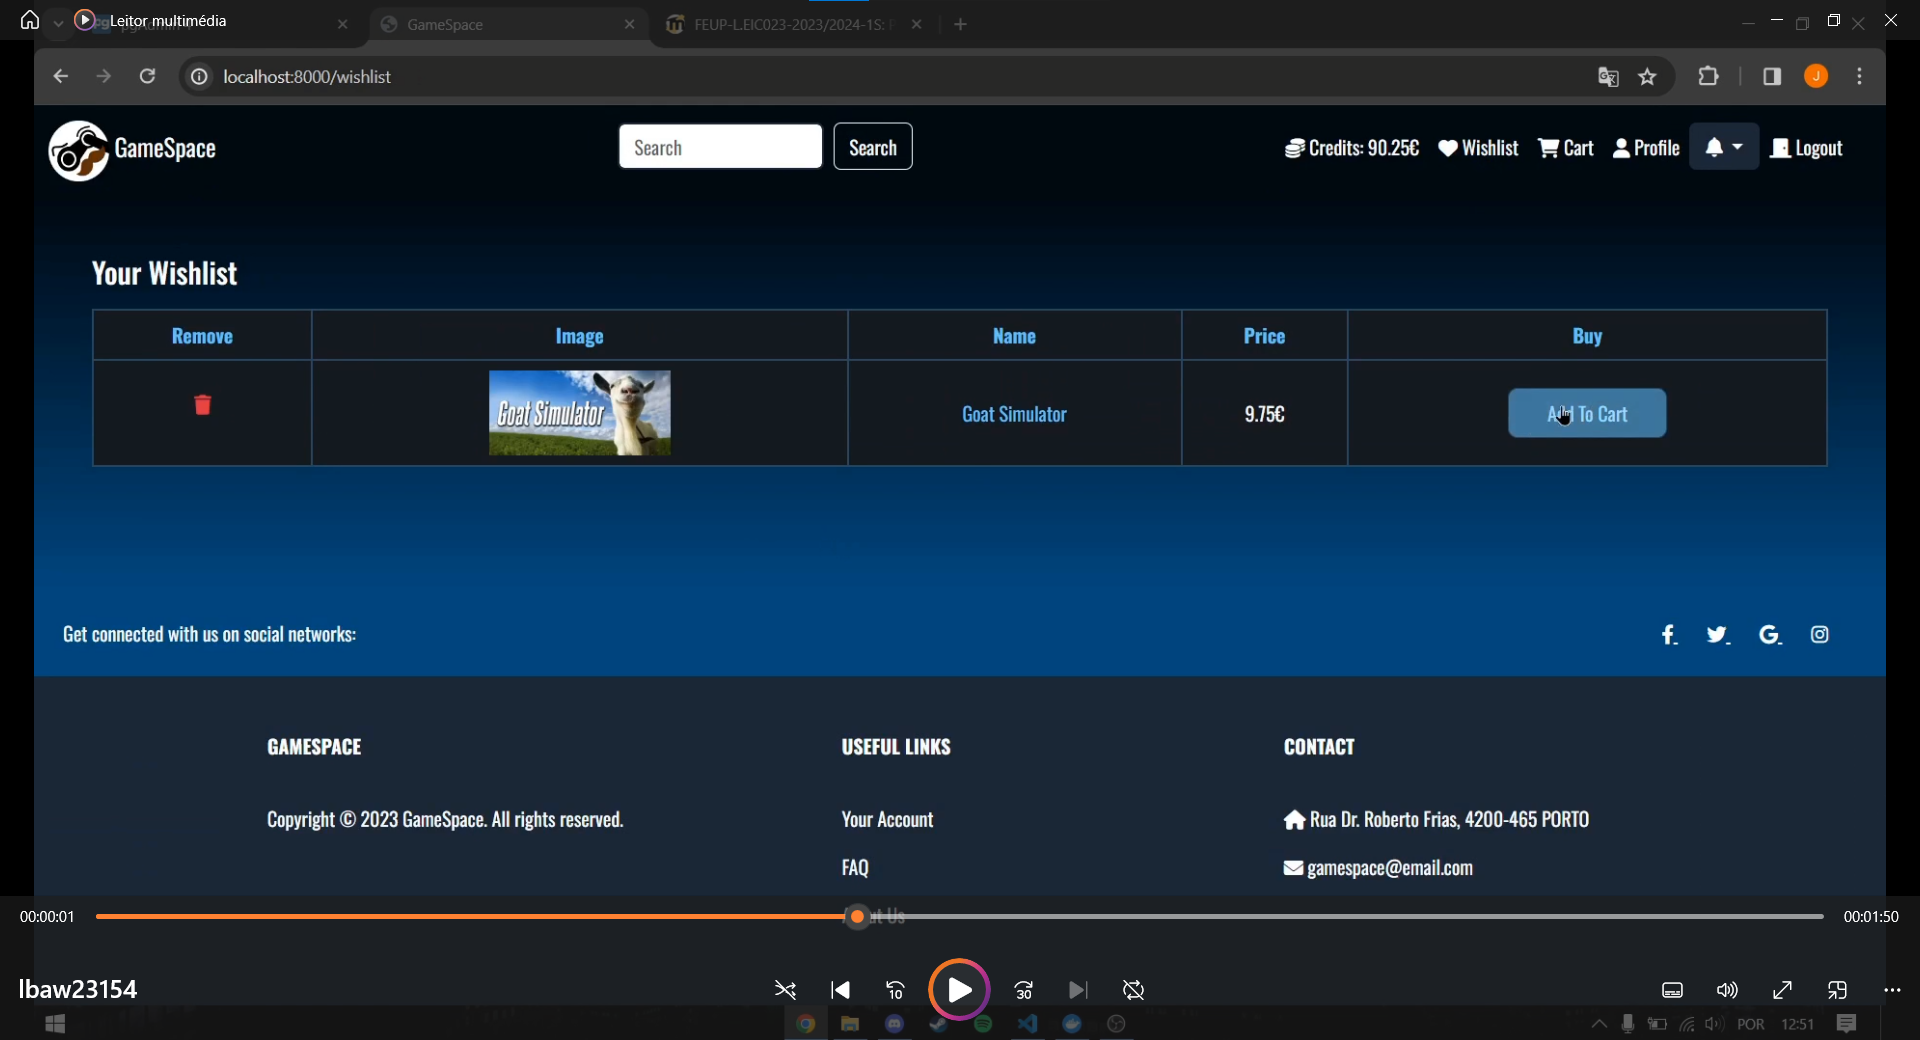 Leitor multimédia
GameSpace
FEUP-L.EIC023-2023/2024-1S:
localhost:8000/wishlist
J
GameSpace
Search
Search
Credits: 90.25€
Wishlist
Cart
Profile
Logout
Your Wishlist
Remove
Image
Name
Price
Buy
Goat Simulator
Goat Simulator
9.75€
Add To Cart
Get connected with us on social networks:
GAMESPACE
USEFUL LINKS
CONTACT
Copyright © 2023 GameSpace. All rights reserved.
Your Account
Rua Dr. Roberto Frias, 4200-465 PORTO
FAQ
gamespace@email.com
About Us
00:00:01
00:01:50
lbaw23154
10
30
POR
12:51